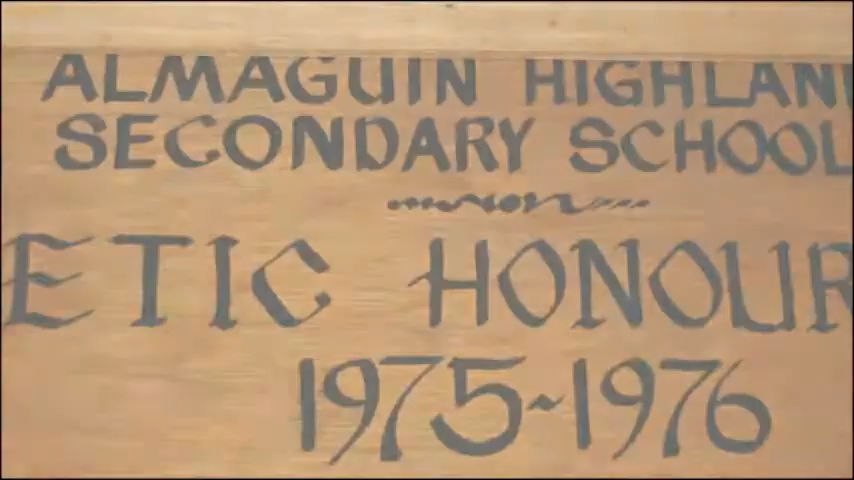 ALMAGUIN HIGHLAN
SECONDARY SCHOOL
ETIC HONOUR
1975~1976